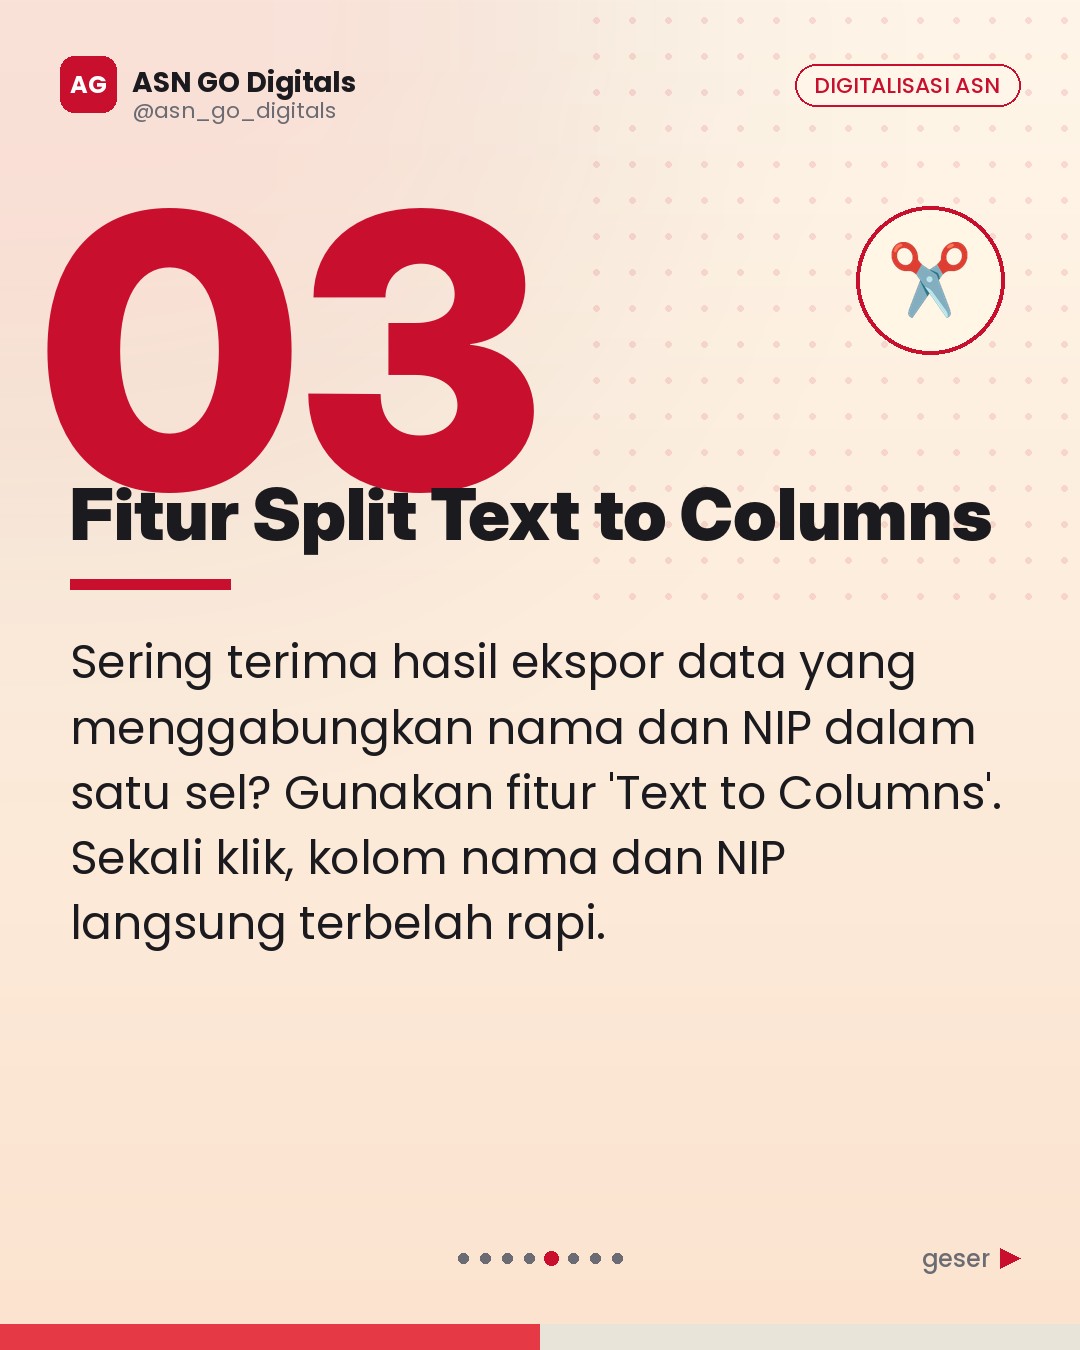 AG
ASN GO Digitals
@asn_go_digitals
DIGITALISASI ASN
03
Fitur Split Text to Columns
Sering terima hasil ekspor data yang
menggabungkan nama dan NIP dalam
satu sel? Gunakan fitur 'Text to Columns'.
Sekali klik, kolom nama dan NIP
langsung terbelah rapi.
geser